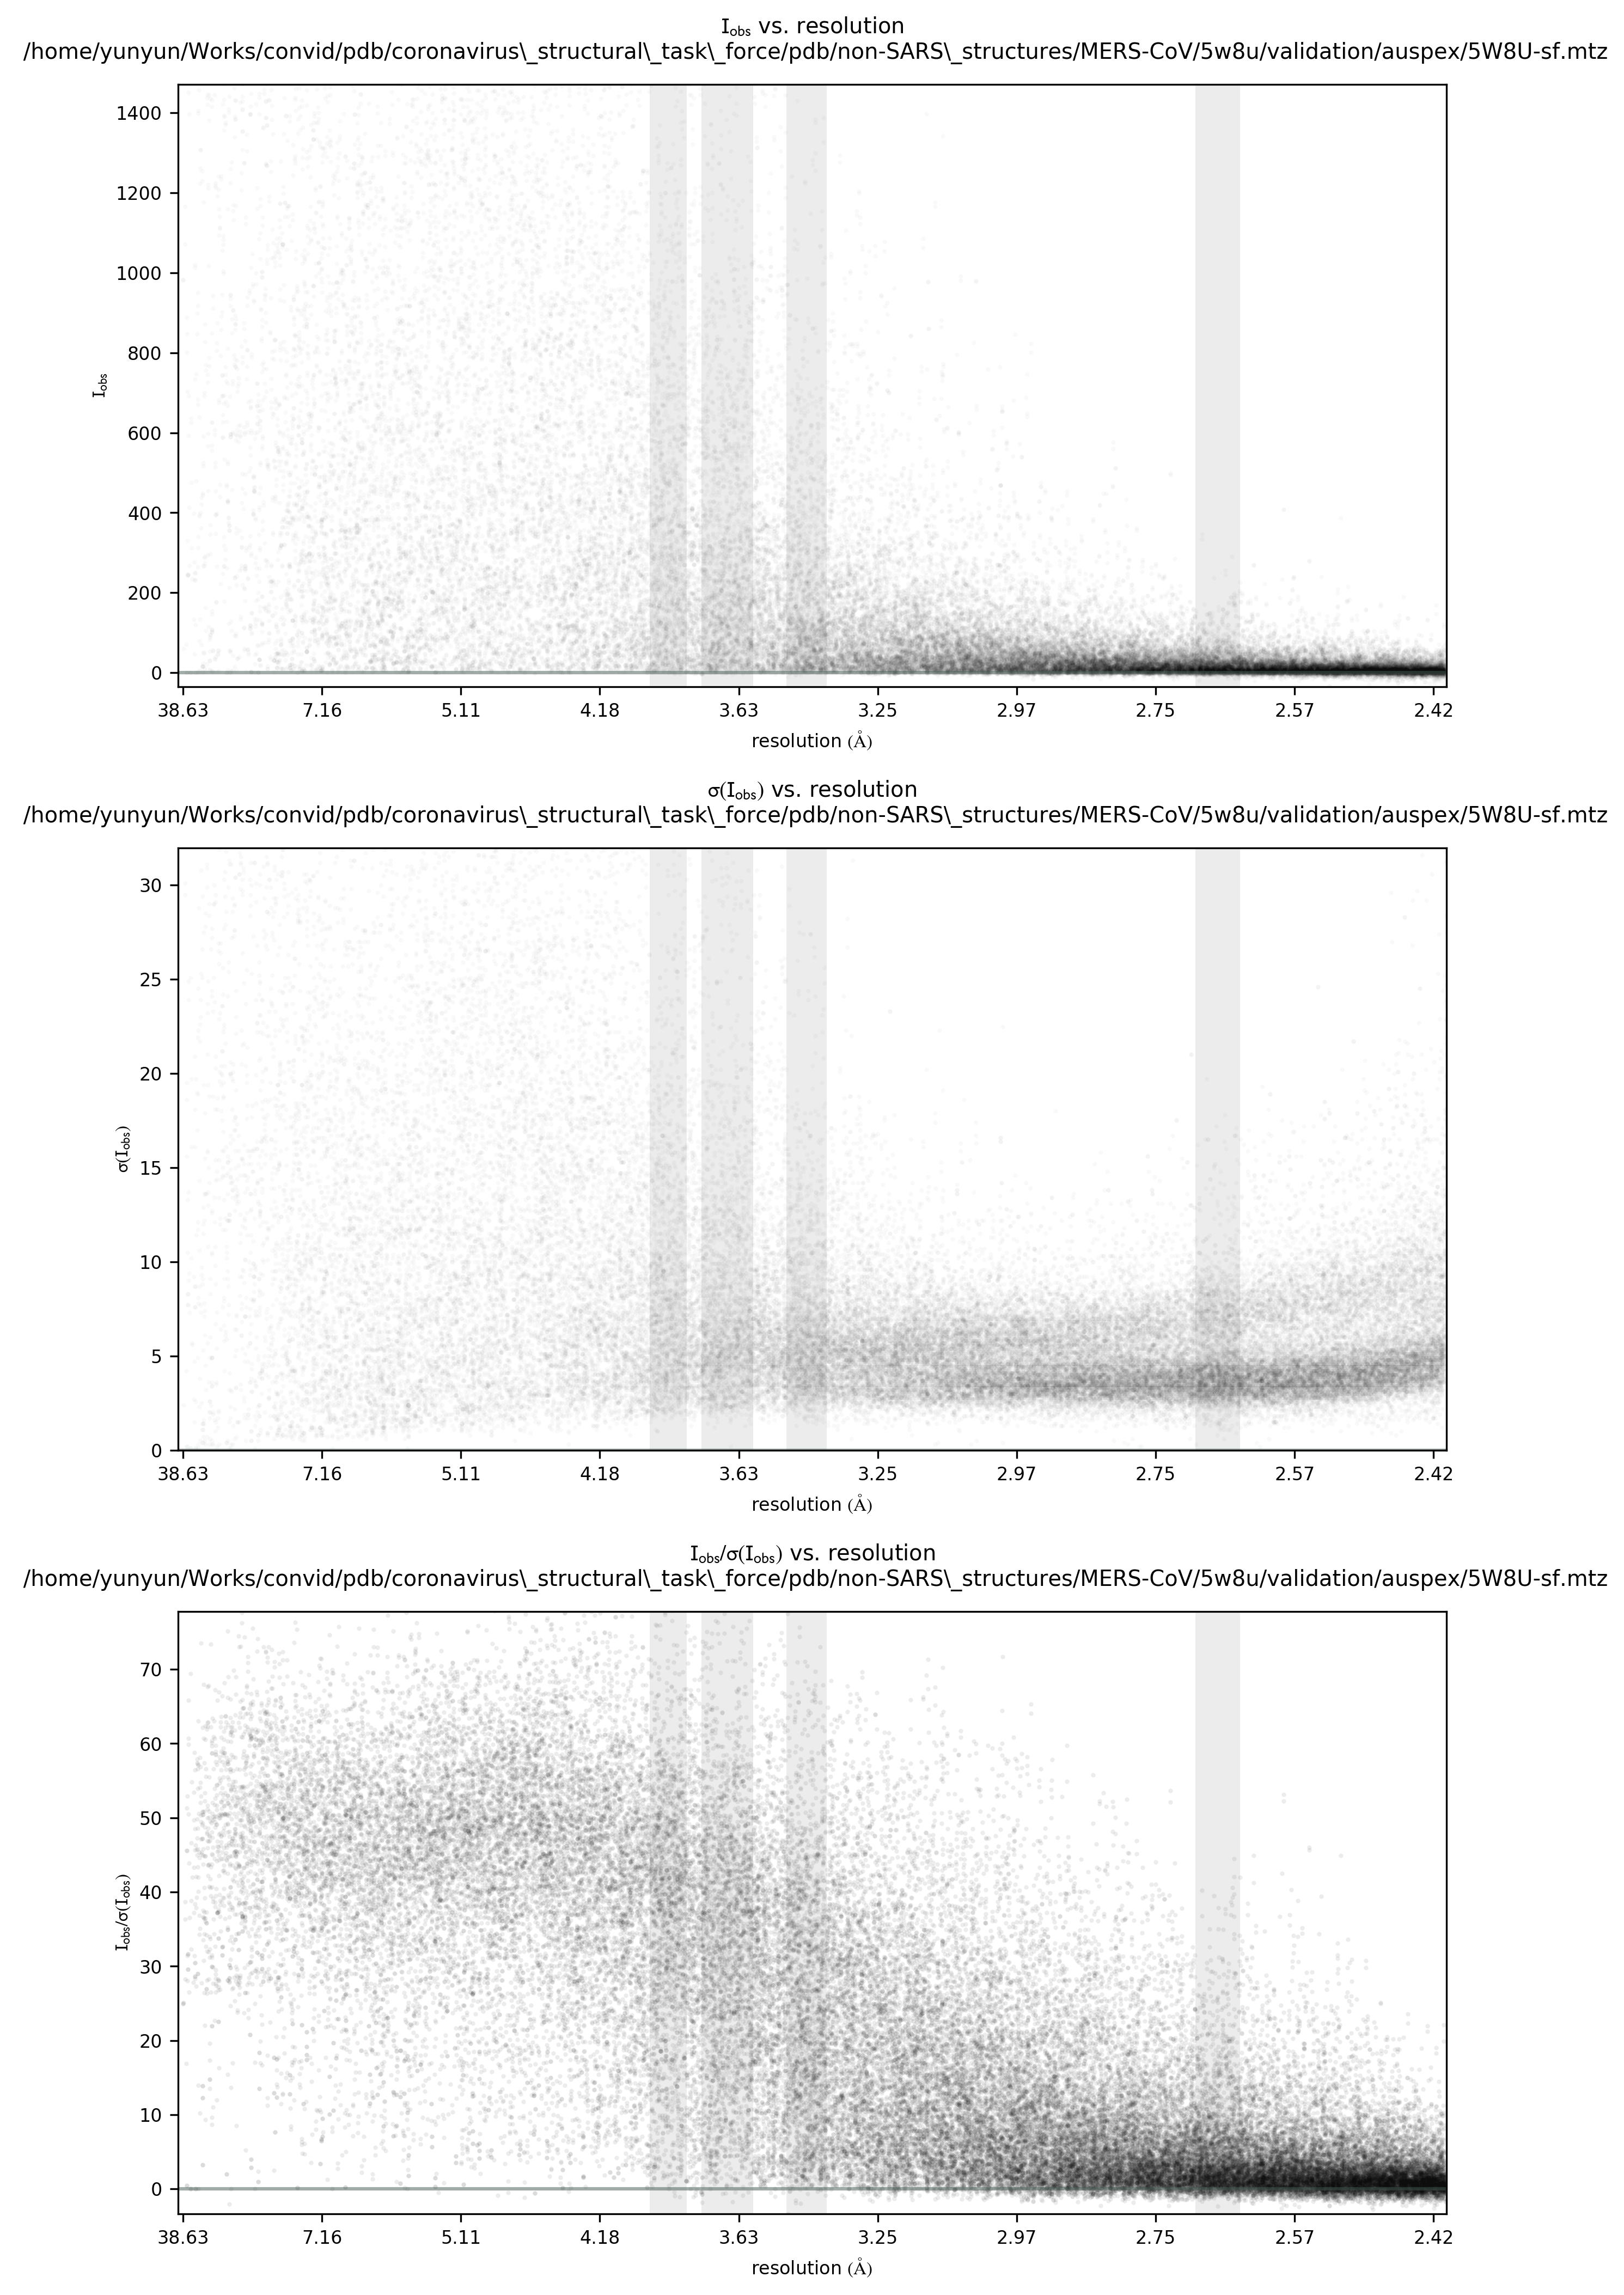 I_obs vs. resolution
/home/yunyun/Works/convid/pdb/coronavirus\_structural\_task\_force/pdb/non-SARS\_structures/MERS-CoV/5w8u/validation/auspex/5W8U-sf.mtz
1400
1200
1000
800
600
400
200
0
I_obs
38.63 7.16 5.11 4.18 3.63 3.25 2.97 2.75 2.57 2.42
resolution (Å)
σ(I_obs) vs. resolution
/home/yunyun/Works/convid/pdb/coronavirus\_structural\_task\_force/pdb/non-SARS\_structures/MERS-CoV/5w8u/validation/auspex/5W8U-sf.mtz
30
25
20
15
10
5
0
σ(I_obs)
38.63 7.16 5.11 4.18 3.63 3.25 2.97 2.75 2.57 2.42
resolution (Å)
I_obs/σ(I_obs) vs. resolution
/home/yunyun/Works/convid/pdb/coronavirus\_structural\_task\_force/pdb/non-SARS\_structures/MERS-CoV/5w8u/validation/auspex/5W8U-sf.mtz
70
60
50
40
30
20
10
0
I_obs/σ(I_obs)
38.63 7.16 5.11 4.18 3.63 3.25 2.97 2.75 2.57 2.42
resolution (Å)